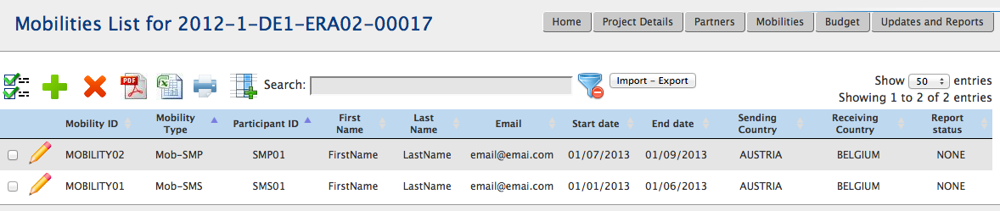 Mobilities List for 2012-1-DE1-ERA02-00017
Home Project Details Partners Mobilities Budget Updates and Reports
PDF Search: Import - Export Show 50 entries
Showing 1 to 2 of 2 entries
Mobility ID Mobility Type Participant ID First Name Last Name Email Start date End date Sending Country Receiving Country Report status
MOBILITY02 Mob-SMP SMP01 FirstName LastName email@emai.com 01/07/2013 01/09/2013 AUSTRIA BELGIUM NONE
MOBILITY01 Mob-SMS SMS01 FirstName LastName email@emai.com 01/01/2013 01/06/2013 AUSTRIA BELGIUM NONE